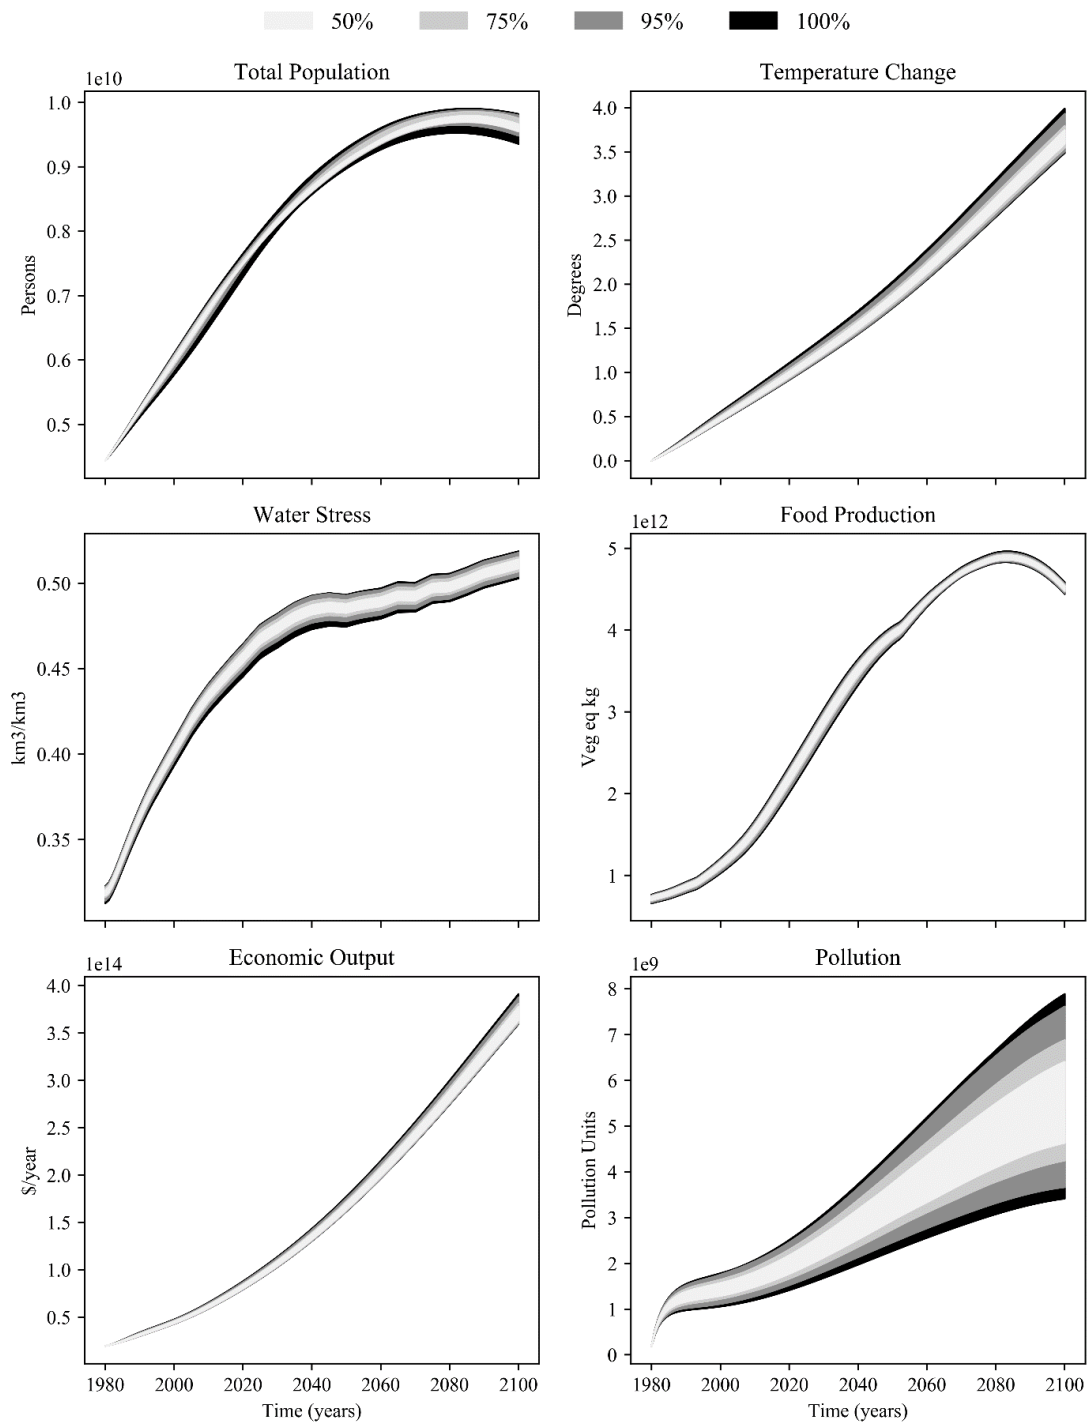 50% 75% 95% 100%
1e10
Total Population
1.0
0.9
0.8
0.7
0.6
0.5
Persons
Temperature Change
4.0
3.5
3.0
2.5
2.0
1.5
1.0
0.5
0.0
Degrees
Water Stress
0.50
0.45
0.40
0.35
km3/km3
1e12
Food Production
5
4
3
2
1
Veg eq kg
1e14
Economic Output
4.0
3.5
3.0
2.5
2.0
1.5
1.0
0.5
$/year
1980 2000 2020 2040 2060 2080 2100
Time (years)
1e9
Pollution
8
7
6
5
4
3
2
1
0
Pollution Units
1980 2000 2020 2040 2060 2080 2100
Time (years)